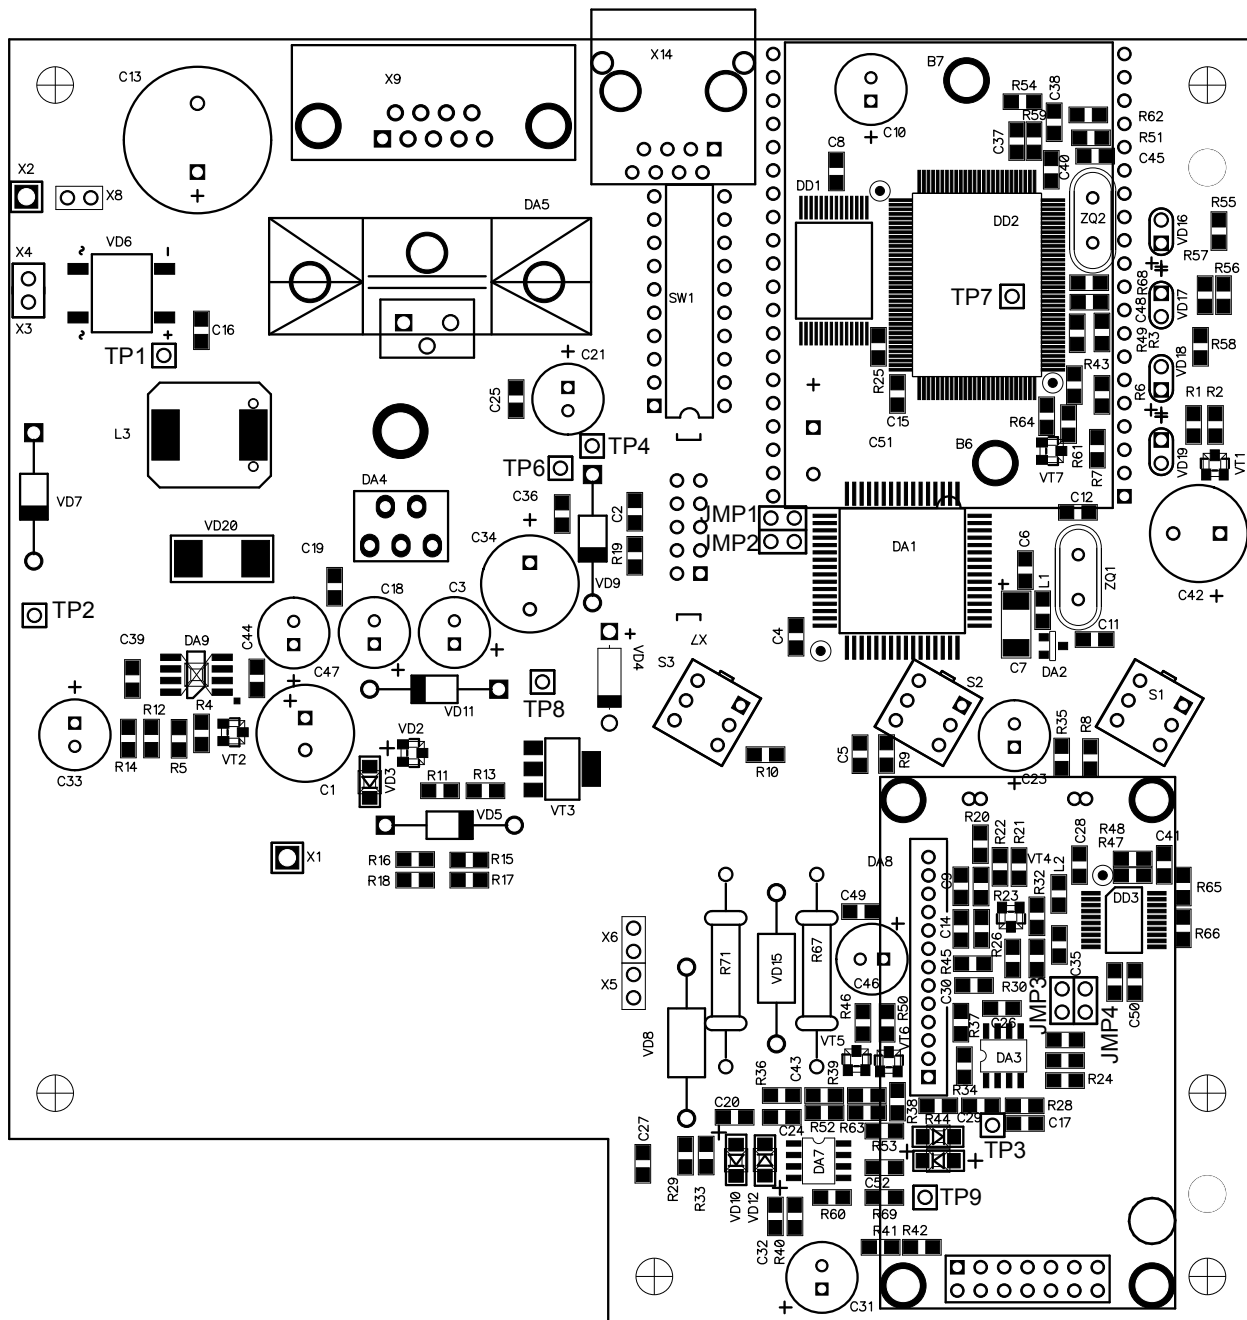 X14
C13
X9
B7
C38
R54
R59
R62
C10
R51
C37
C8
C45
C40
X2
X8
DD1
DA5
DD2
ZQ2
R55
VD16
VD6
X4
R57
R56
R68
TP7
SW1
VD17
C48
X3
C16
R3
R49
R58
TP1
C21
R43
VD18
R25
C25
R6
R1
R2
C15
R64
L3
C51
B6
TP4
R61
VD19
TP6
VT7
R7
VT1
DA4
C36
VD7
C12
C2
JMP1
VD20
C34
C6
JMP2
DA1
C19
R19
ZQ1
L1
C18
C3
VD9
C42
TP2
C11
C4
X7
C39
DA9
C44
VD4
S3
C7
DA2
C47
S2
S1
R12
R4
VD11
TP8
R35
R8
VD2
C5
R9
R14
R5
VT2
R10
C33
C1
VD3
R11
R13
C23
VT3
VD5
R20
R22
R21
C28
R48
C41
R47
X1
R16
R15
DA8
VT4
L2
R18
R17
C9
R32
R65
C49
R23
DD3
X6
C14
R66
R71
R67
R26
VD15
R45
C35
X5
C46
C30
R30
JMP3
C50
R46
R50
VD8
VT5
VT6
R37
C26
JMP4
DA3
R36
C43
R39
R24
R34
C20
R38
C29
R28
C24
R52
R63
R44
C17
C27
R53
TP3
DA7
R29
R33
C52
VD10
VD12
R60
R69
TP9
R41
R42
C32
R40
C31